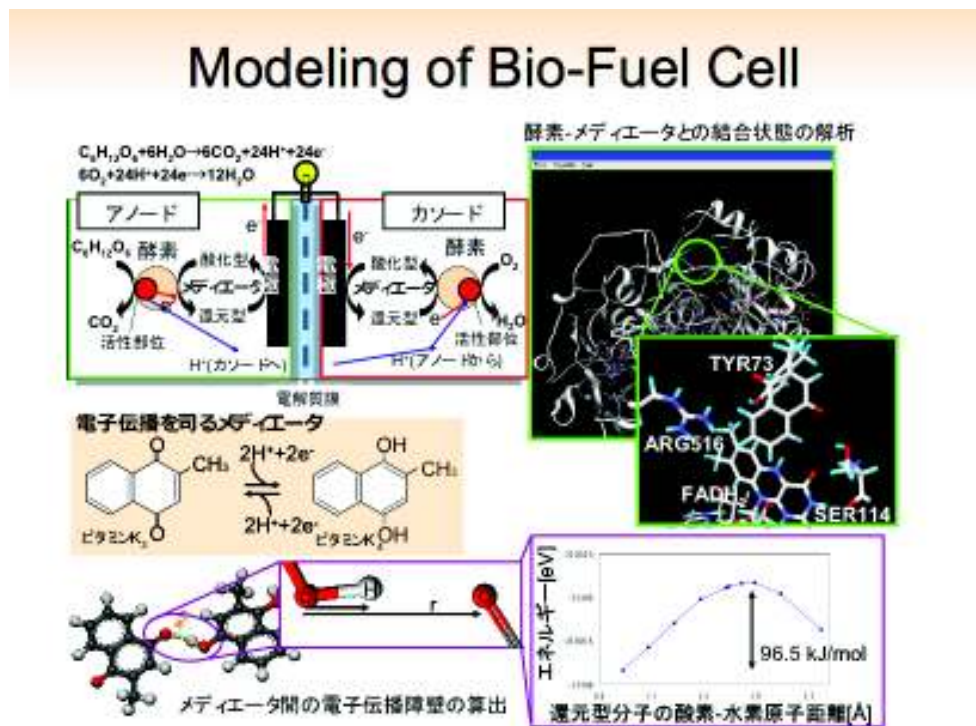 Modeling of Bio-Fuel Cell
C₆H₁₂O₆+6H₂O→6CO₂+24H⁺+24e⁻
6O₂+24H⁺+24e⁻→12H₂O
アノード
カソード
C₆H₁₂O₆
酵素
酸化型
メディエータ
還元型
CO₂
活性部位
e⁻
e⁻
e⁻
H⁺(カソードへ)
電解質膜
酵素
酸化型
メディエータ
還元型
O₂
H₂O
e⁻
活性部位
H⁺(アノードから)
酵素-メディエータとの結合状態の解析
TYR73
ARG516
FADH₂
SER114
電子伝播を司るメディエータ
O
CH₃
O
ビタミンK₃
2H⁺+2e⁻
2H⁺+2e⁻
OH
CH₃
OH
ビタミンK
r
メディエータ間の電子伝播障壁の算出
エネルギー[eV]
96.5 kJ/mol
還元型分子の酸素-水素原子距離[Å]